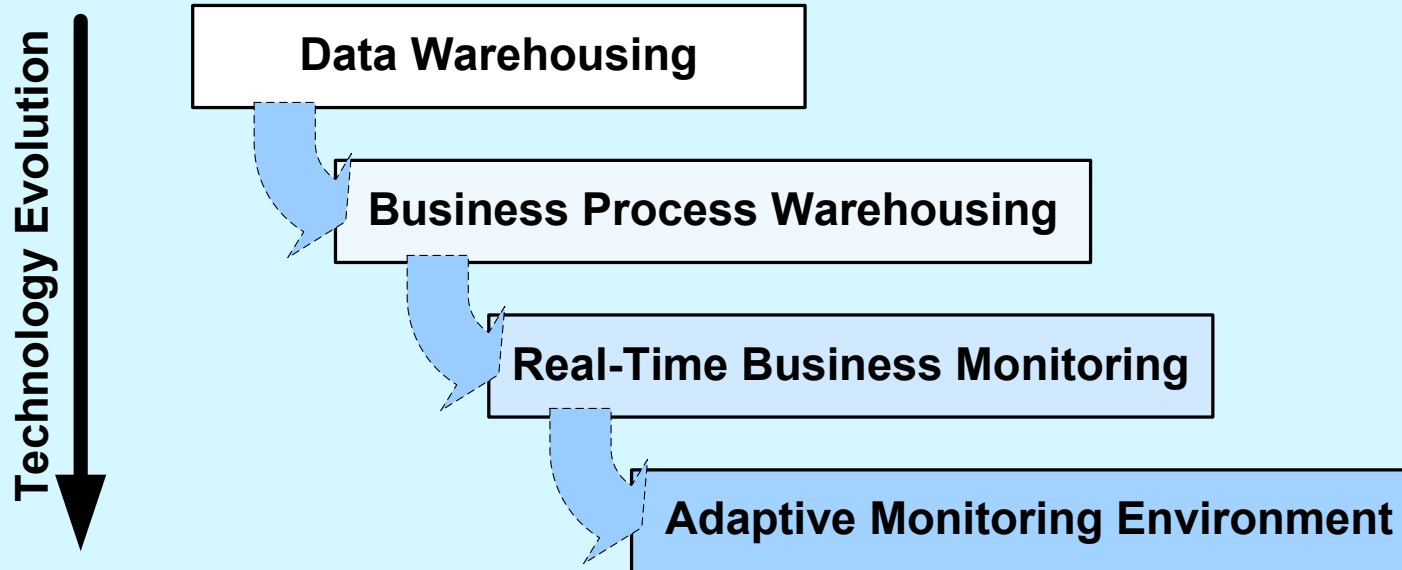 Technology Evolution
Data Warehousing
Business Process Warehousing
Real-Time Business Monitoring
Adaptive Monitoring Environment